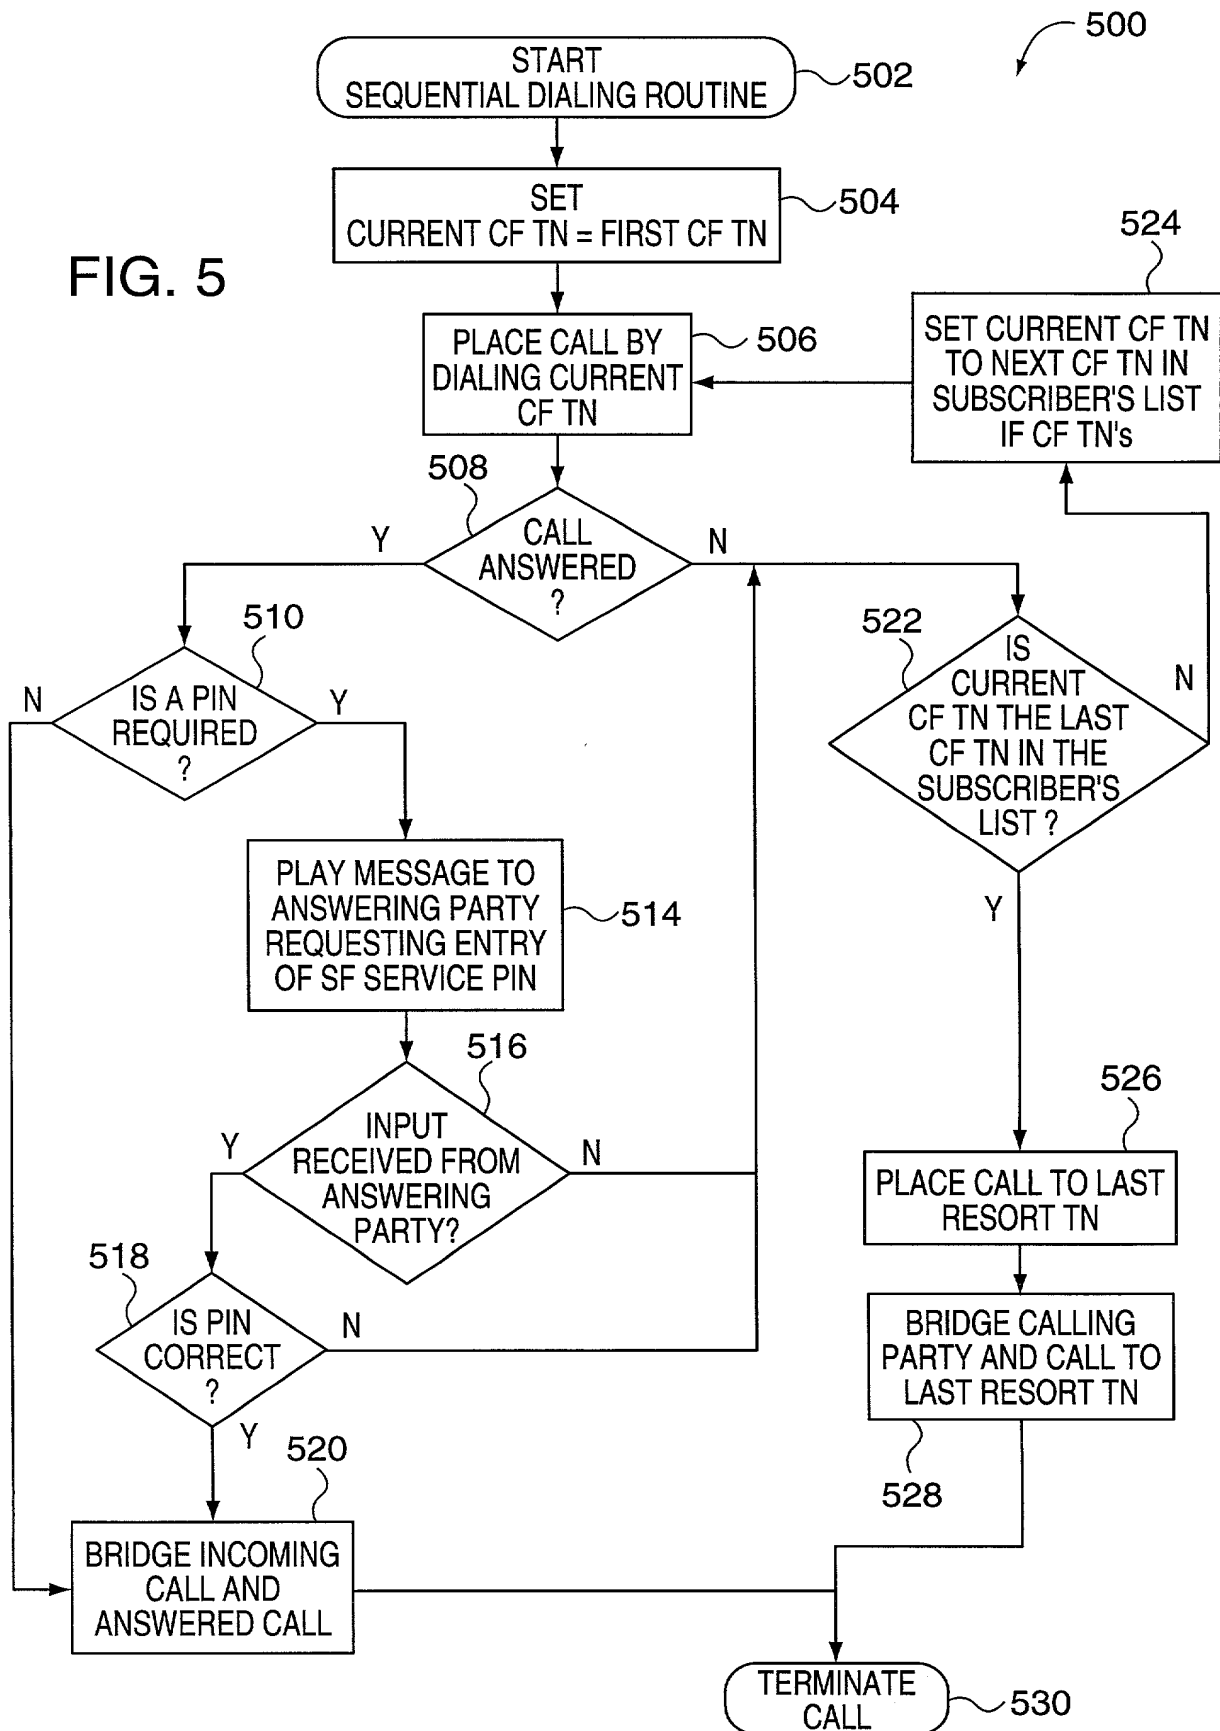 500
START
SEQUENTIAL DIALING ROUTINE
502
SET
CURRENT CF TN = FIRST CF TN
504
FIG. 5
524
PLACE CALL BY
DIALING CURRENT
CF TN
506
SET CURRENT CF TN
TO NEXT CF TN IN
SUBSCRIBER'S LIST
IF CF TN's
508
CALL
ANSWERED
?
Y
N
510
IS A PIN
REQUIRED
?
N
Y
522
IS
CURRENT
CF TN THE LAST
CF TN IN THE
SUBSCRIBER'S
LIST ?
N
Y
PLAY MESSAGE TO
ANSWERING PARTY
REQUESTING ENTRY
OF SF SERVICE PIN
514
516
INPUT
RECEIVED FROM
ANSWERING
PARTY?
Y
N
526
PLACE CALL TO LAST
RESORT TN
518
IS PIN
CORRECT
?
N
Y
BRIDGE CALLING
PARTY AND CALL TO
LAST RESORT TN
528
520
BRIDGE INCOMING
CALL AND
ANSWERED CALL
TERMINATE
CALL
530